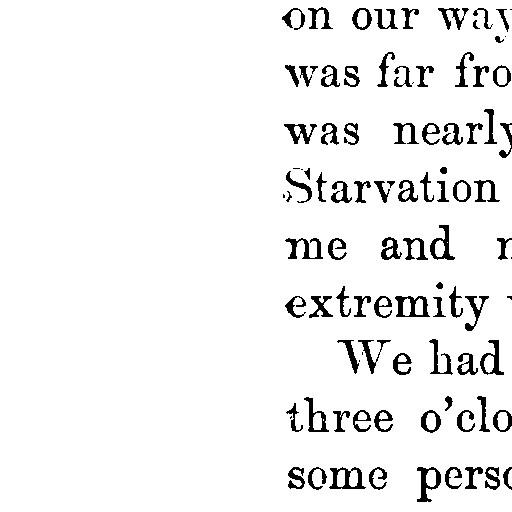 on our way
was far fro
was nearly
Starvation
me and
extremity
We had
three o'clo
some perso